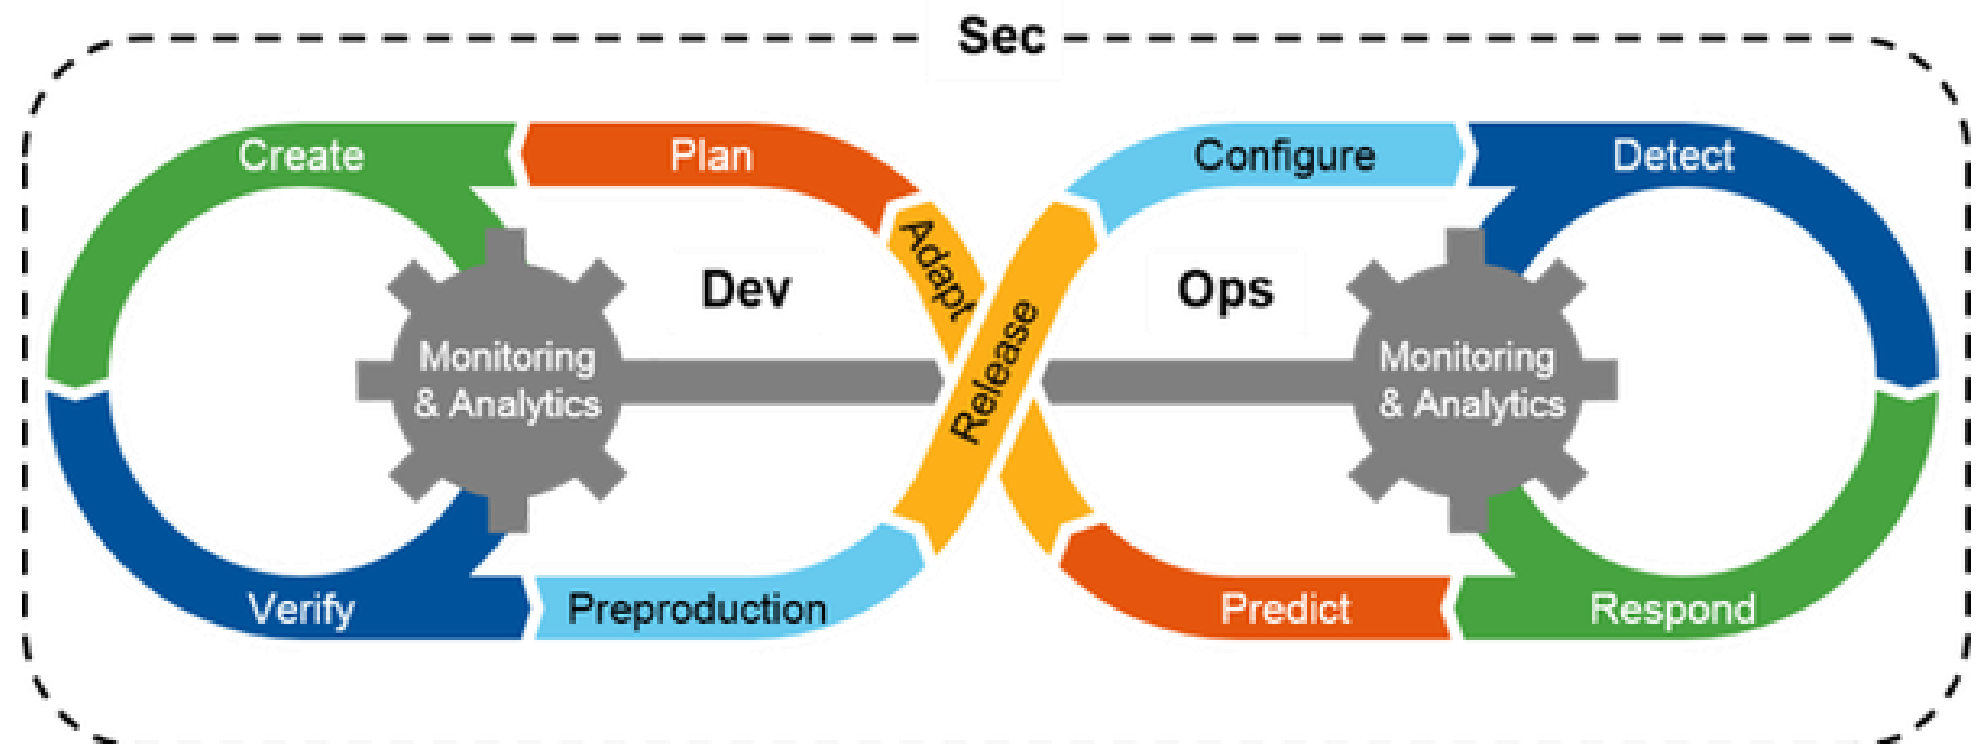 Sec
Create
Plan
Configure
Detect
Adapt
Dev
Ops
Release
Monitoring
& Analytics
Monitoring
& Analytics
Verify
Preproduction
Predict
Respond